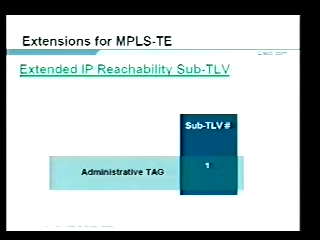 Extensions for MPLS-TE
Extended IP Reachability Sub-TLV
Sub-TLV #
Administrative TAG
1